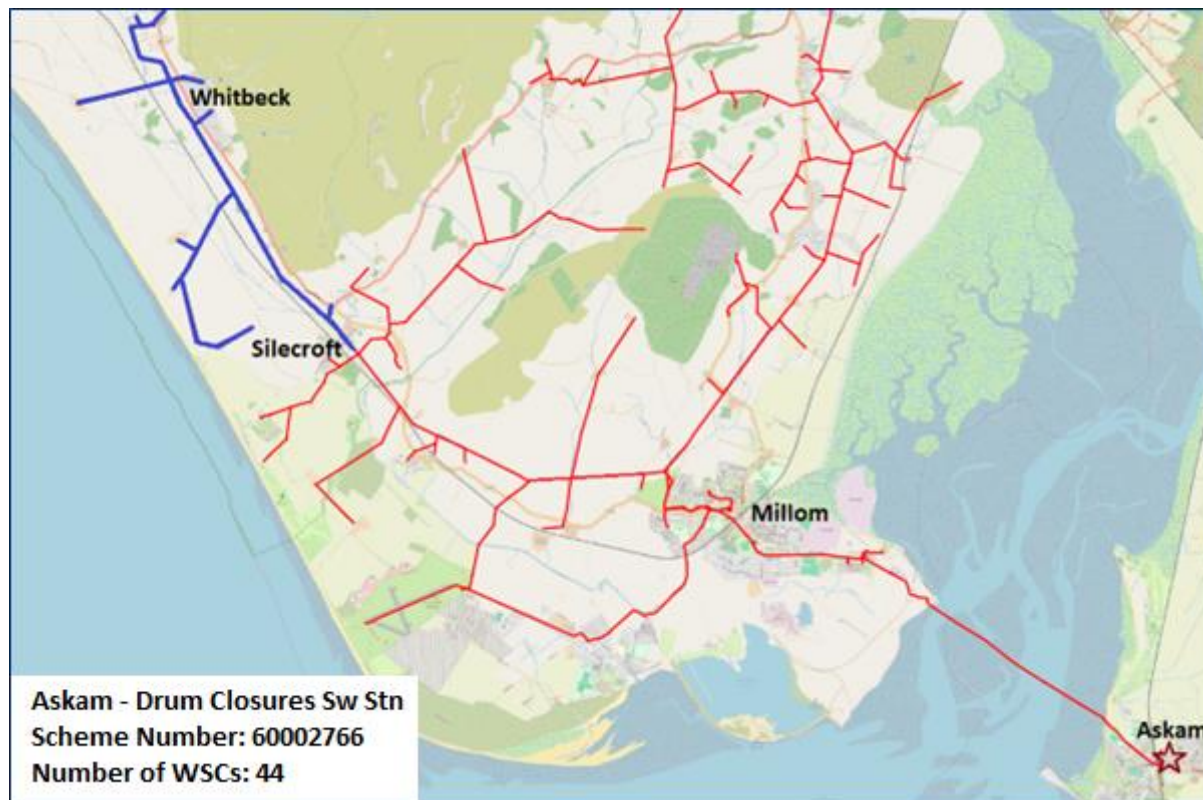 Whitbeck
Silecroft
Millom
Askam
Askam - Drum Closures Sw Stn
Scheme Number: 60002766
Number of WSCs: 44